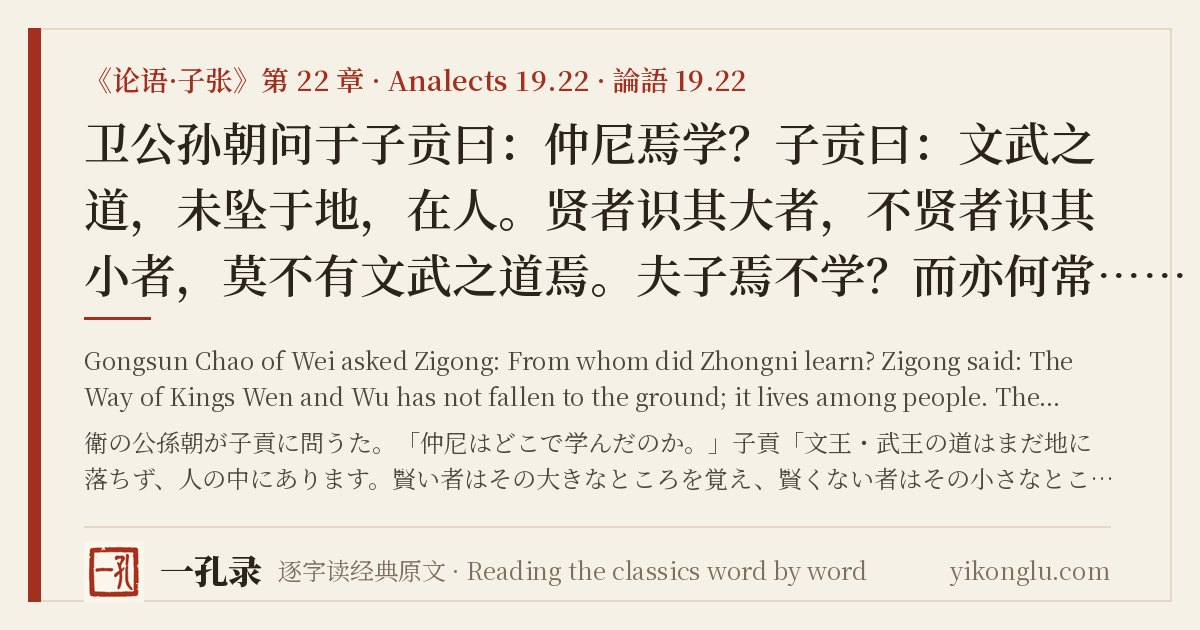 《论语·子张》第 22 章 · Analects 19.22 · 論語 19.22
卫公孙朝问于子贡曰：仲尼焉学？子贡曰：文武之
道，未坠于地，在人。贤者识其大者，不贤者识其
小者，莫不有文武之道焉。夫子焉不学？而亦何常……
Gongsun Chao of Wei asked Zigong: From whom did Zhongni learn? Zigong said: The
Way of Kings Wen and Wu has not fallen to the ground; it lives among people. The...
衛の公孫朝が子貢に問うた。「仲尼はどこで学んだのか。」子貢「文王・武王の道はまだ地に
落ちず、人の中にあります。賢い者はその大きなところを覚え、賢くない者はその小さなとこ…
一孔
一孔录 逐字读经典原文 · Reading the classics word by word yikonglu.com